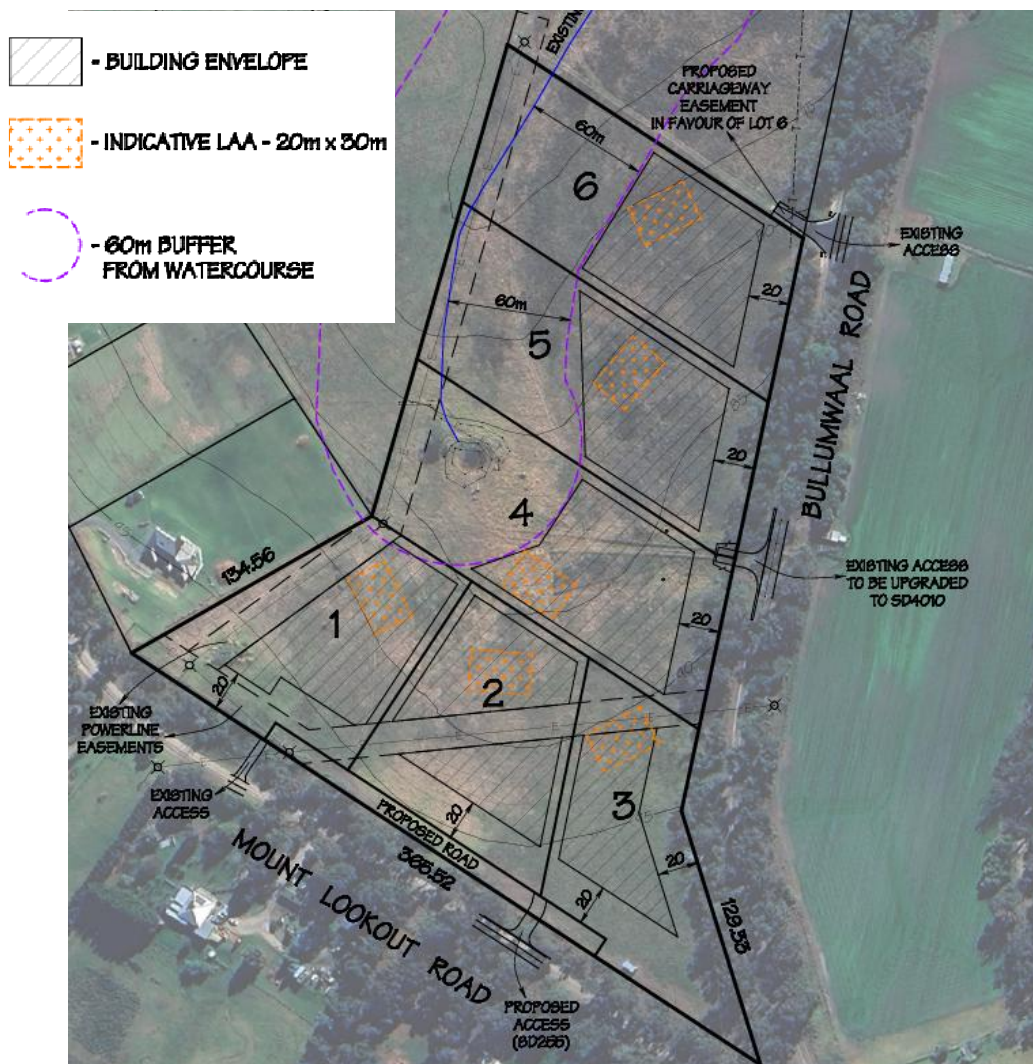 - BUILDING ENVELOPE
- INDICATIVE LAA - 20m x 30m
- 60m BUFFER
FROM WATERCOURSE
PROPOSED
CARRIAGEWAY
EASEMENT
IN FAVOUR OF LOT 6
60m
6
EXISTING
ACCESS
20
60m
5
BULLUMWAAL ROAD
20
4
EXISTING ACCESS
TO BE UPGRADED
TO SD4010
134.56
1
20
20
2
EXISTING
POWERLINE
EASEMENTS
3
EXISTING
ACCESS
20
PROPOSED ROAD
365.52
20
20
129.53
MOUNT LOOKOUT ROAD
PROPOSED
ACCESS
(SD255)